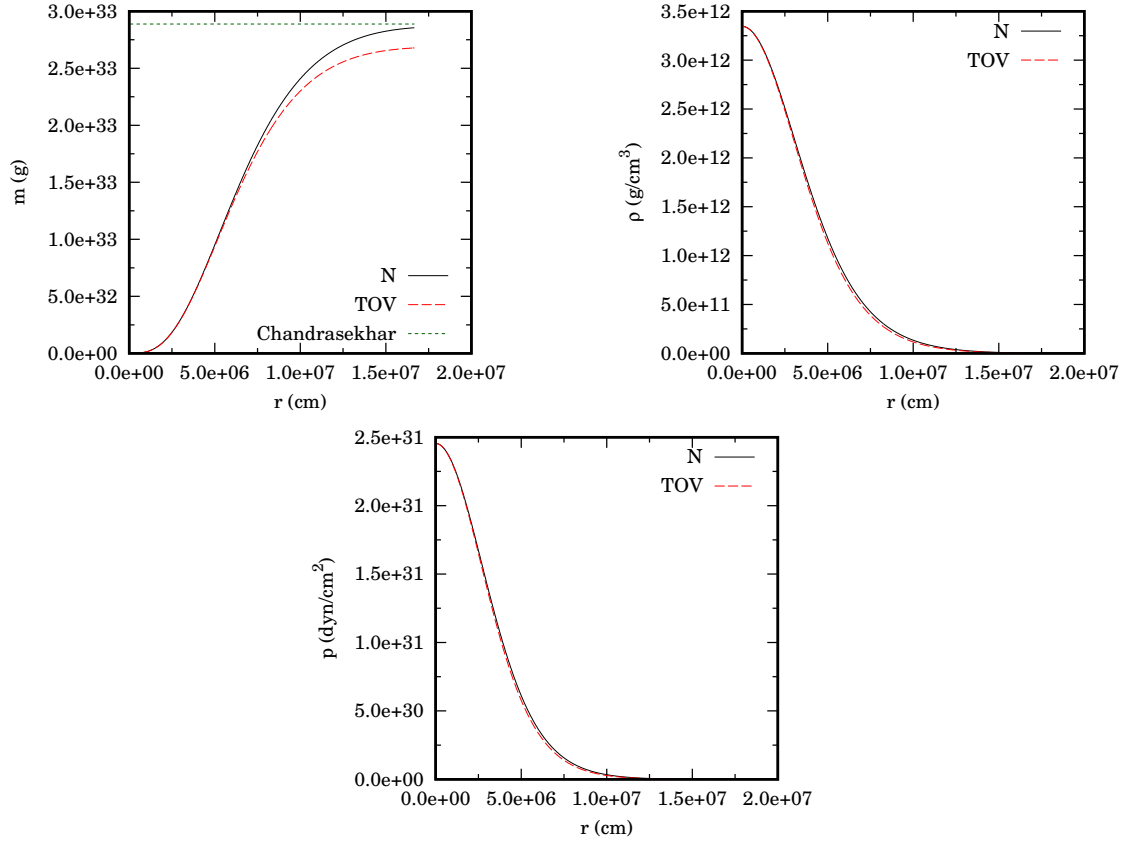 3.0e+33
2.5e+33
2.0e+33
1.5e+33
1.0e+33
5.0e+32
0.0e+00
m (g)
N
TOV
Chandrasekhar
0.0e+00 5.0e+06 1.0e+07 1.5e+07 2.0e+07
r (cm)
3.5e+12
3.0e+12
2.5e+12
2.0e+12
1.5e+12
1.0e+12
5.0e+11
0.0e+00
ρ (g/cm³)
N
TOV
0.0e+00 5.0e+06 1.0e+07 1.5e+07 2.0e+07
r (cm)
2.5e+31
2.0e+31
1.5e+31
1.0e+31
5.0e+30
0.0e+00
p (dyn/cm²)
N
TOV
0.0e+00 5.0e+06 1.0e+07 1.5e+07 2.0e+07
r (cm)